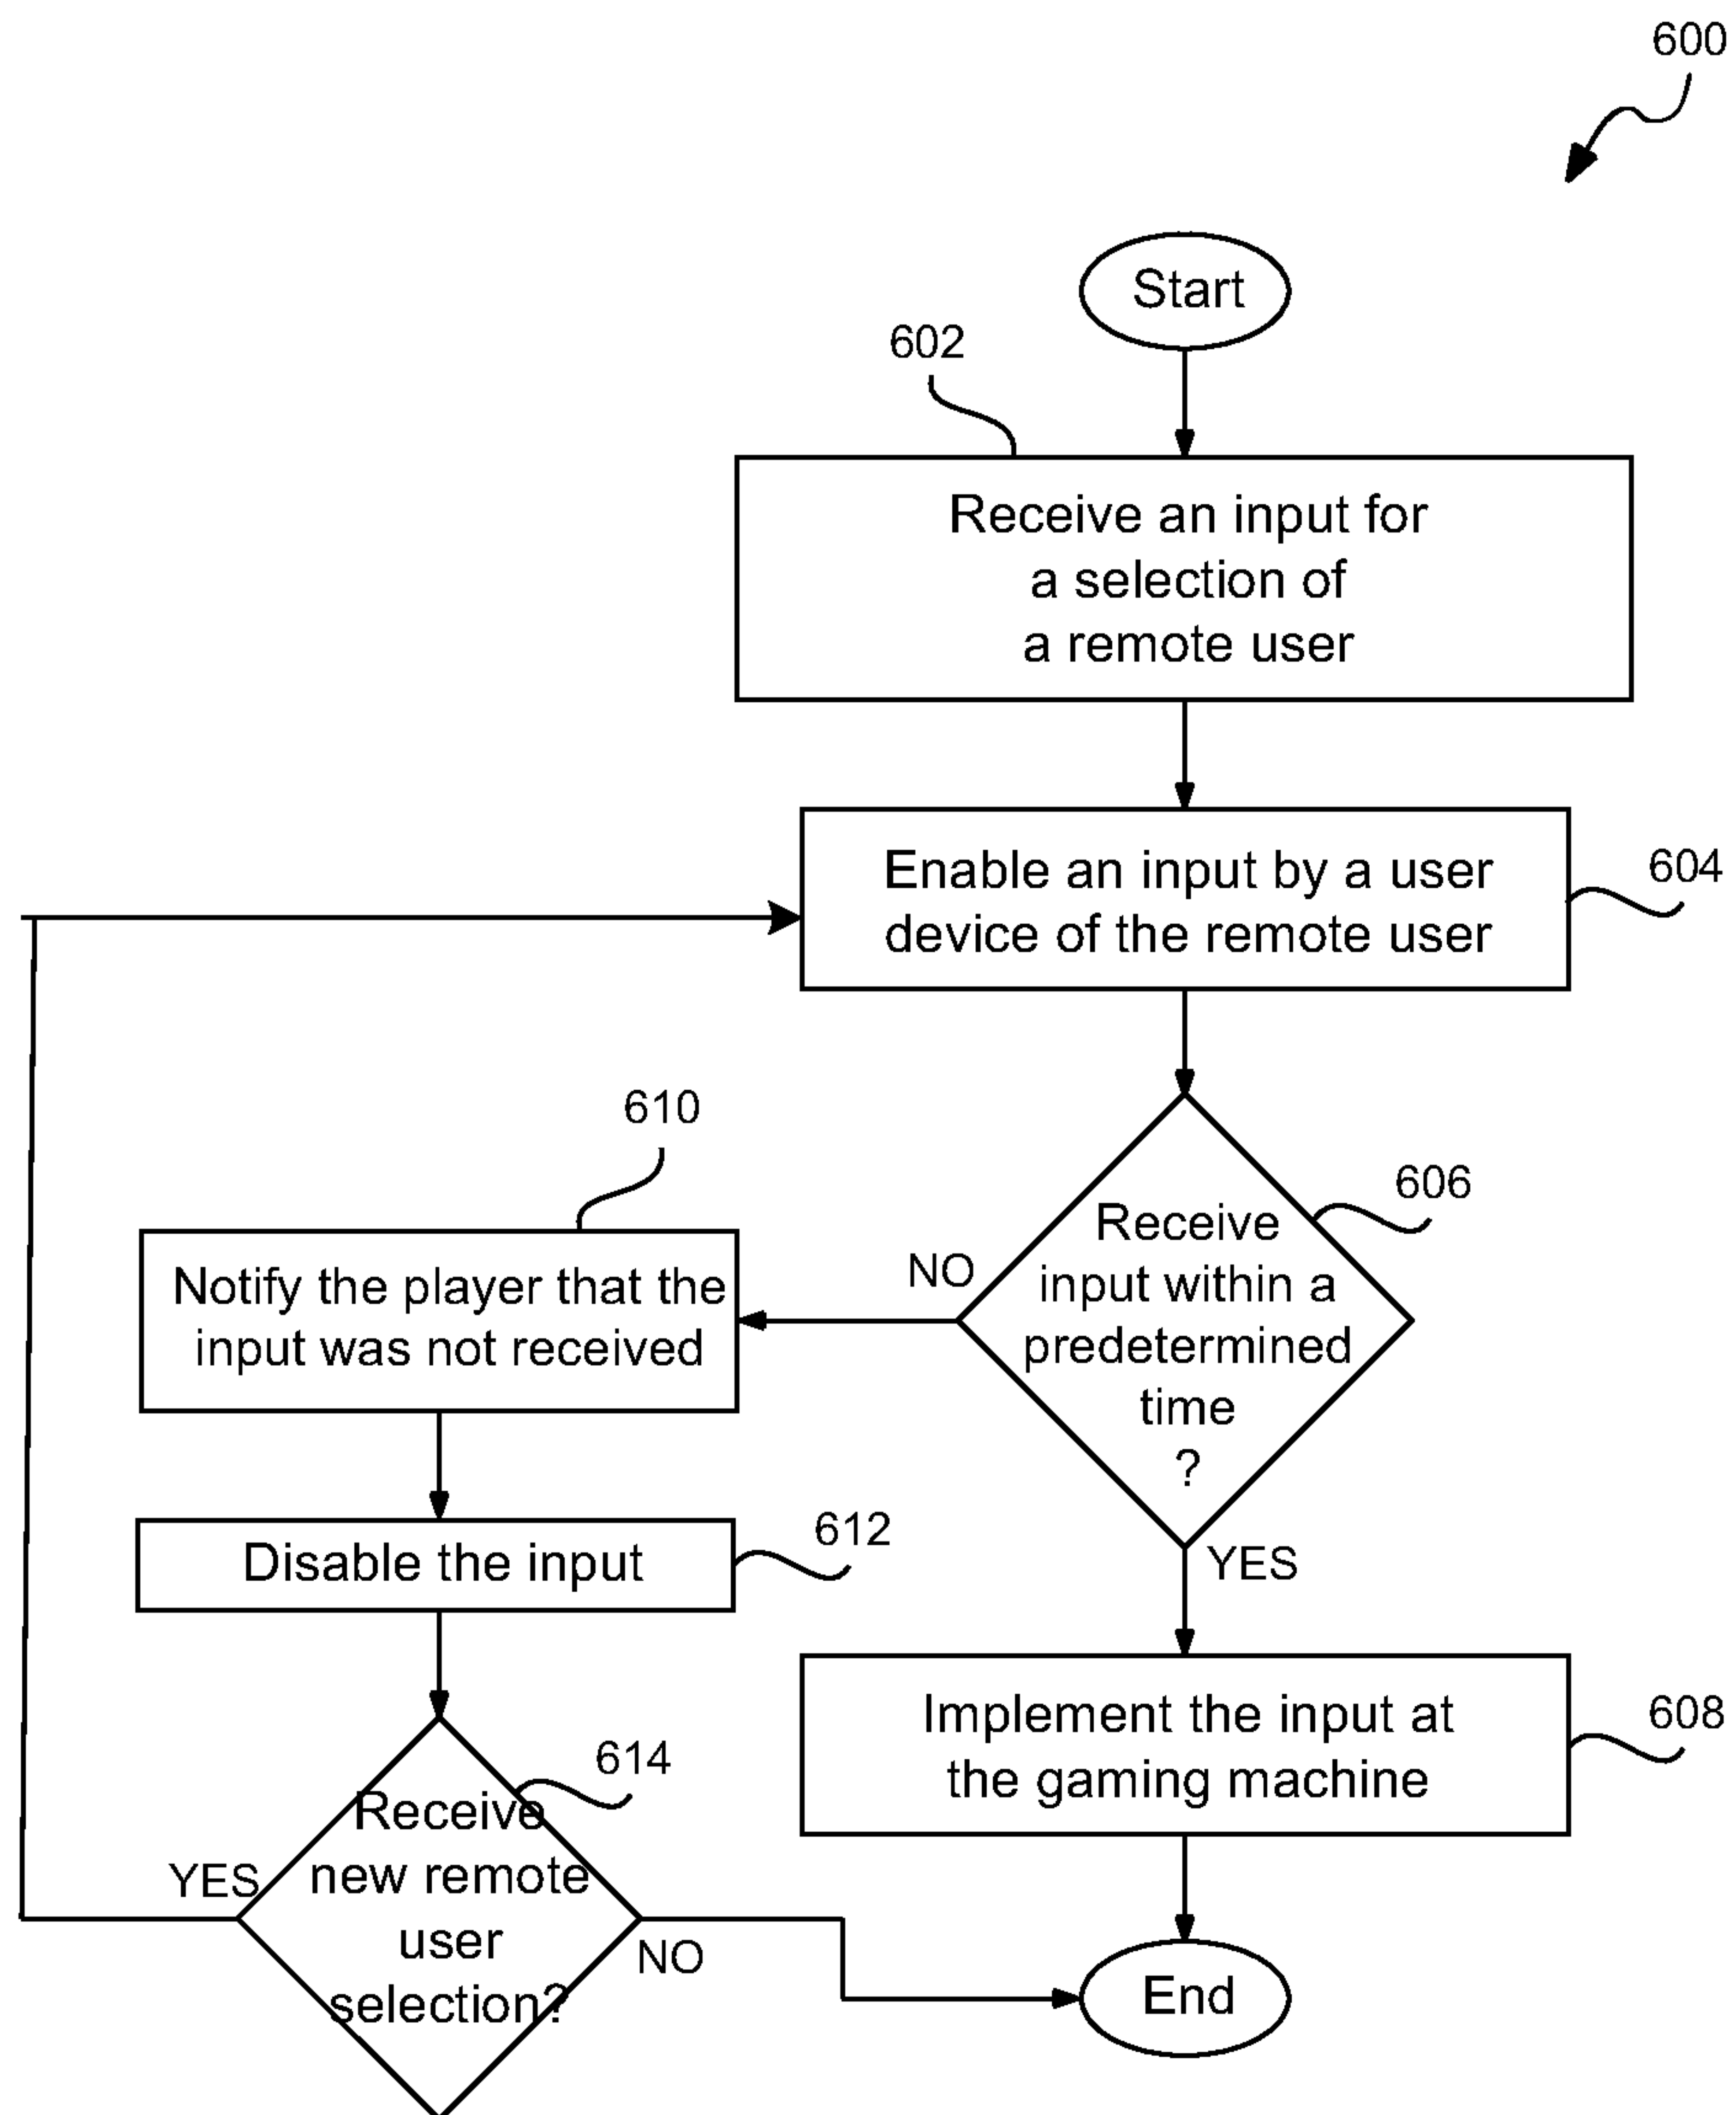 600
Start
602
Receive an input for
a selection of
a remote user
Enable an input by a user
device of the remote user
604
610
606
Receive
input within a
predetermined
time
?
NO
Notify the player that the
input was not received
YES
612
Disable the input
Implement the input at
the gaming machine
608
614
Receive
new remote
user
selection?
YES
NO
End